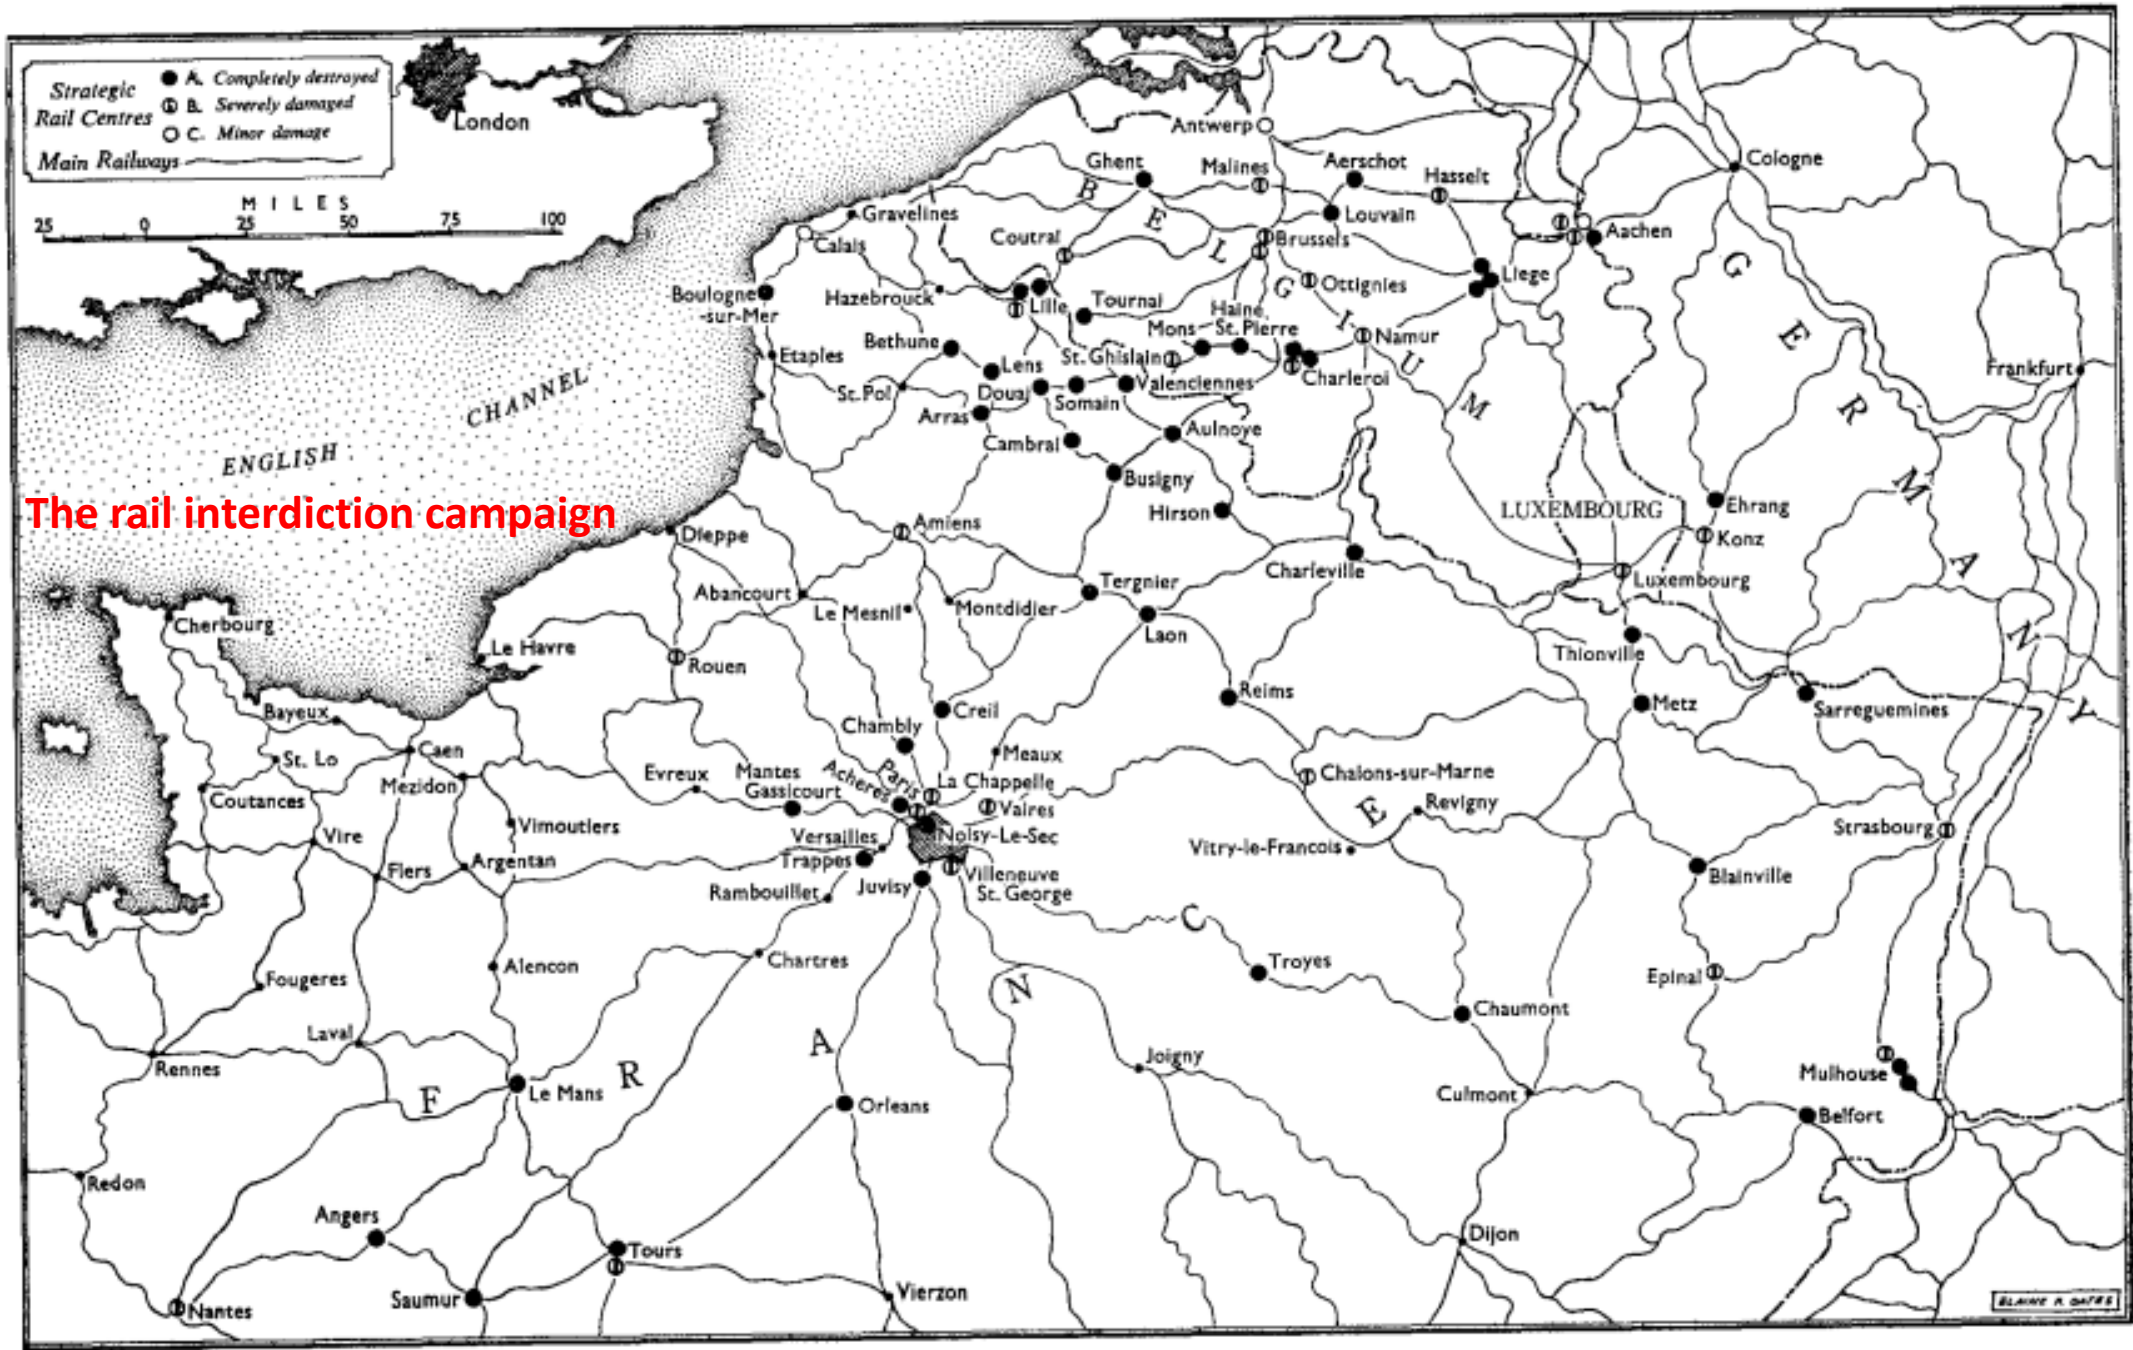 Strategic
Rail Centres
A. Completely destroyed
B. Severely damaged
C. Minor damage
Main Railways
MILES
25 0 25 50 75 100
London
ENGLISH CHANNEL
The rail interdiction campaign
Antwerp
Ghent
Malines
Aerschot
Hasselt
Cologne
Gravelines
Calais
Coutral
Louvain
Brussels
Aachen
BELGIUM
GERMANY
Boulogne
-sur-Mer
Hazebrouck
Lille
Tournai
Ottignies
Liege
Haine
St. Pierre
Mons
Namur
Bethune
Etaples
Lens
St. Ghislain
Charleroi
Frankfurt
St. Pol
Douai
Somain
Valenciennes
Arras
Cambrai
Aulnoye
Busigny
Hirson
LUXEMBOURG
Ehrang
Konz
Dieppe
Amiens
Charleville
Luxembourg
Abancourt
Le Mesnil
Montdidier
Tergnier
Laon
Cherbourg
Le Havre
Rouen
Thionville
Reims
Metz
Sarreguemines
Bayeux
Creil
Chambly
St. Lo
Caen
Meaux
Evreux
Mantes
Gassicourt
Acheres
Paris
La Chappelle
Chalons-sur-Marne
Coutances
Mezidon
Vaires
Revigny
Vimoutiers
Versailles
Noisy-Le-Sec
Strasbourg
Vire
Vitry-le-Francois
Flers
Argentan
Trappes
Rambouillet
Juvisy
Villeneuve
St. George
Blainville
Chartres
Troyes
Epinal
Alencon
Fougeres
Chaumont
Laval
Rennes
FRANCE
Joigny
Mulhouse
Le Mans
Orleans
Culmont
Belfort
Redon
Angers
Tours
Dijon
Nantes
Saumur
Vierzon